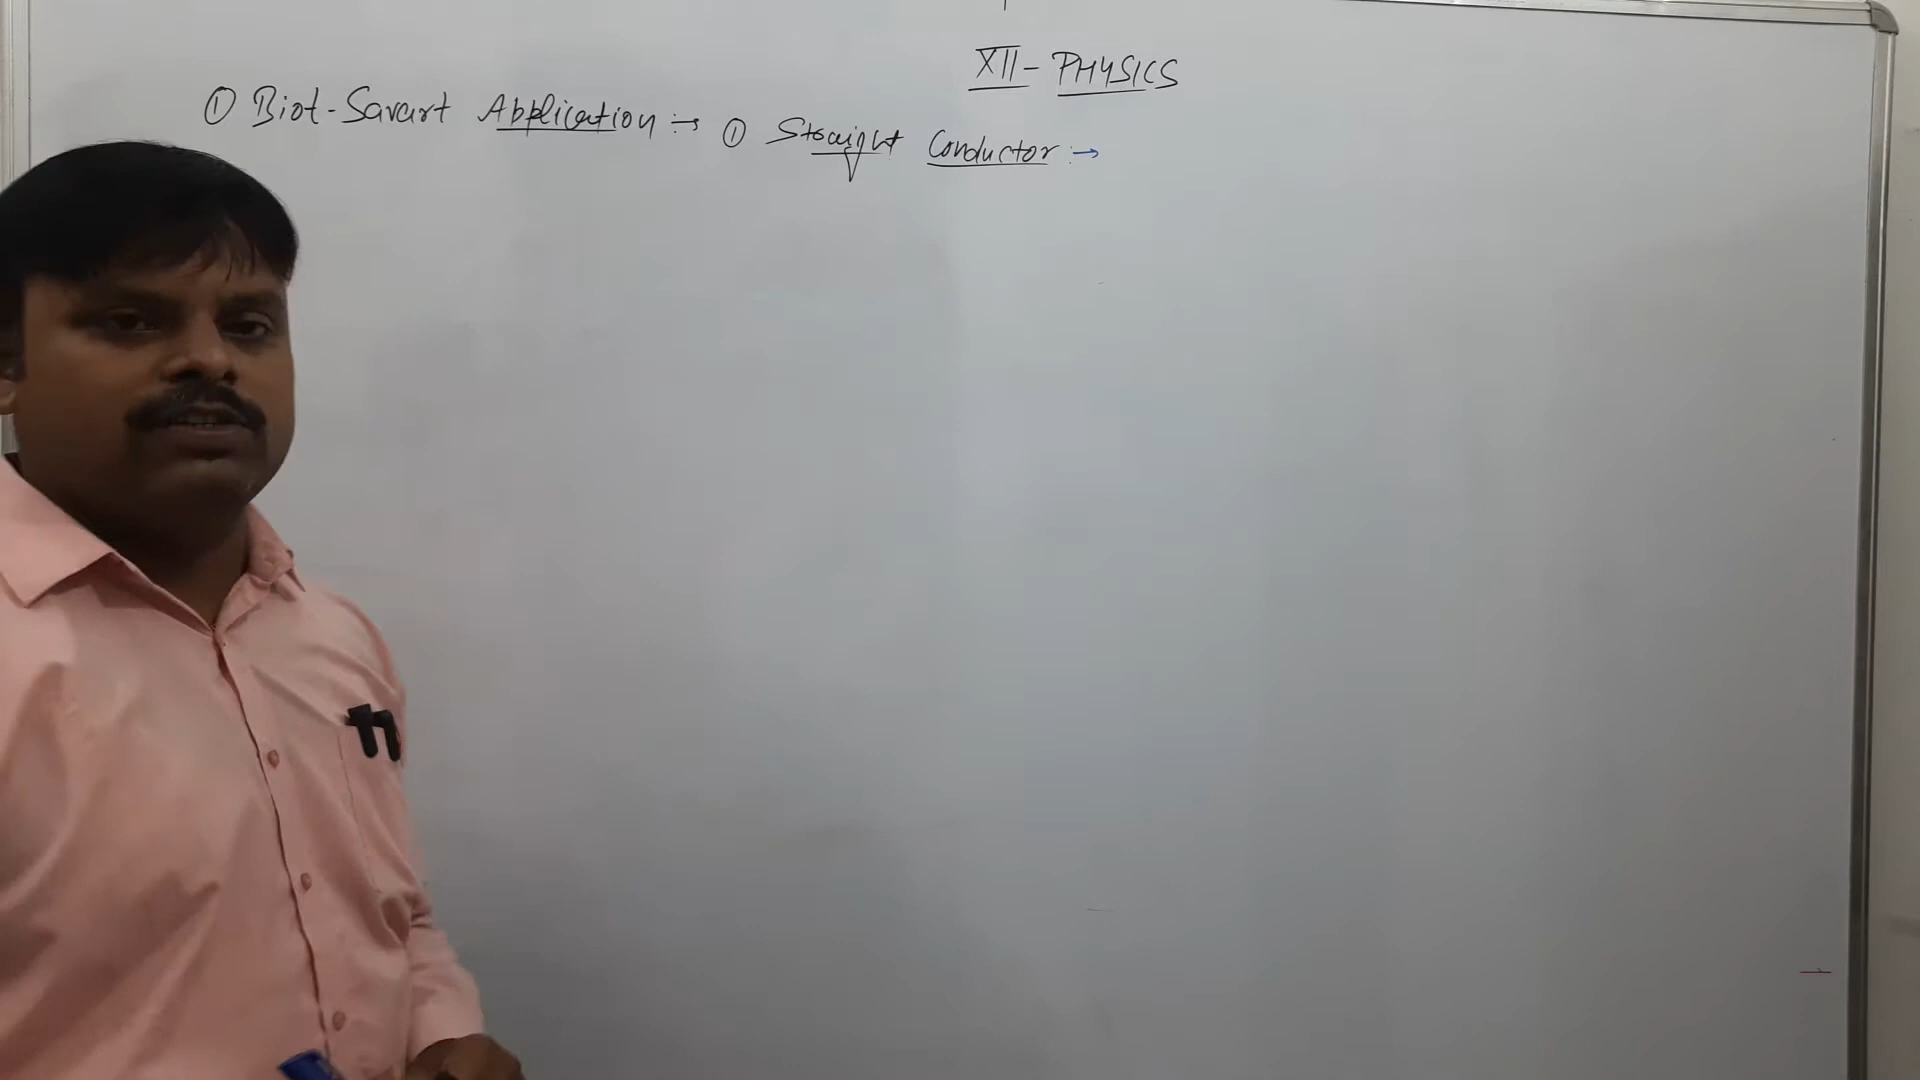 XII - PHYSICS
① Biot-Savart Application :→ ① Straight Conductor :→